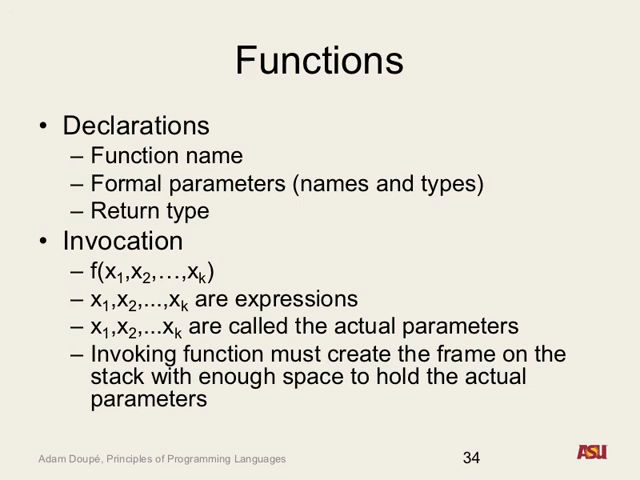 Functions
• Declarations
– Function name
– Formal parameters (names and types)
– Return type
• Invocation
– f(x₁,x₂,…,xₖ)
– x₁,x₂,...,xₖ are expressions
– x₁,x₂,...xₖ are called the actual parameters
– Invoking function must create the frame on the
stack with enough space to hold the actual
parameters
Adam Doupé, Principles of Programming Languages
34
ASU